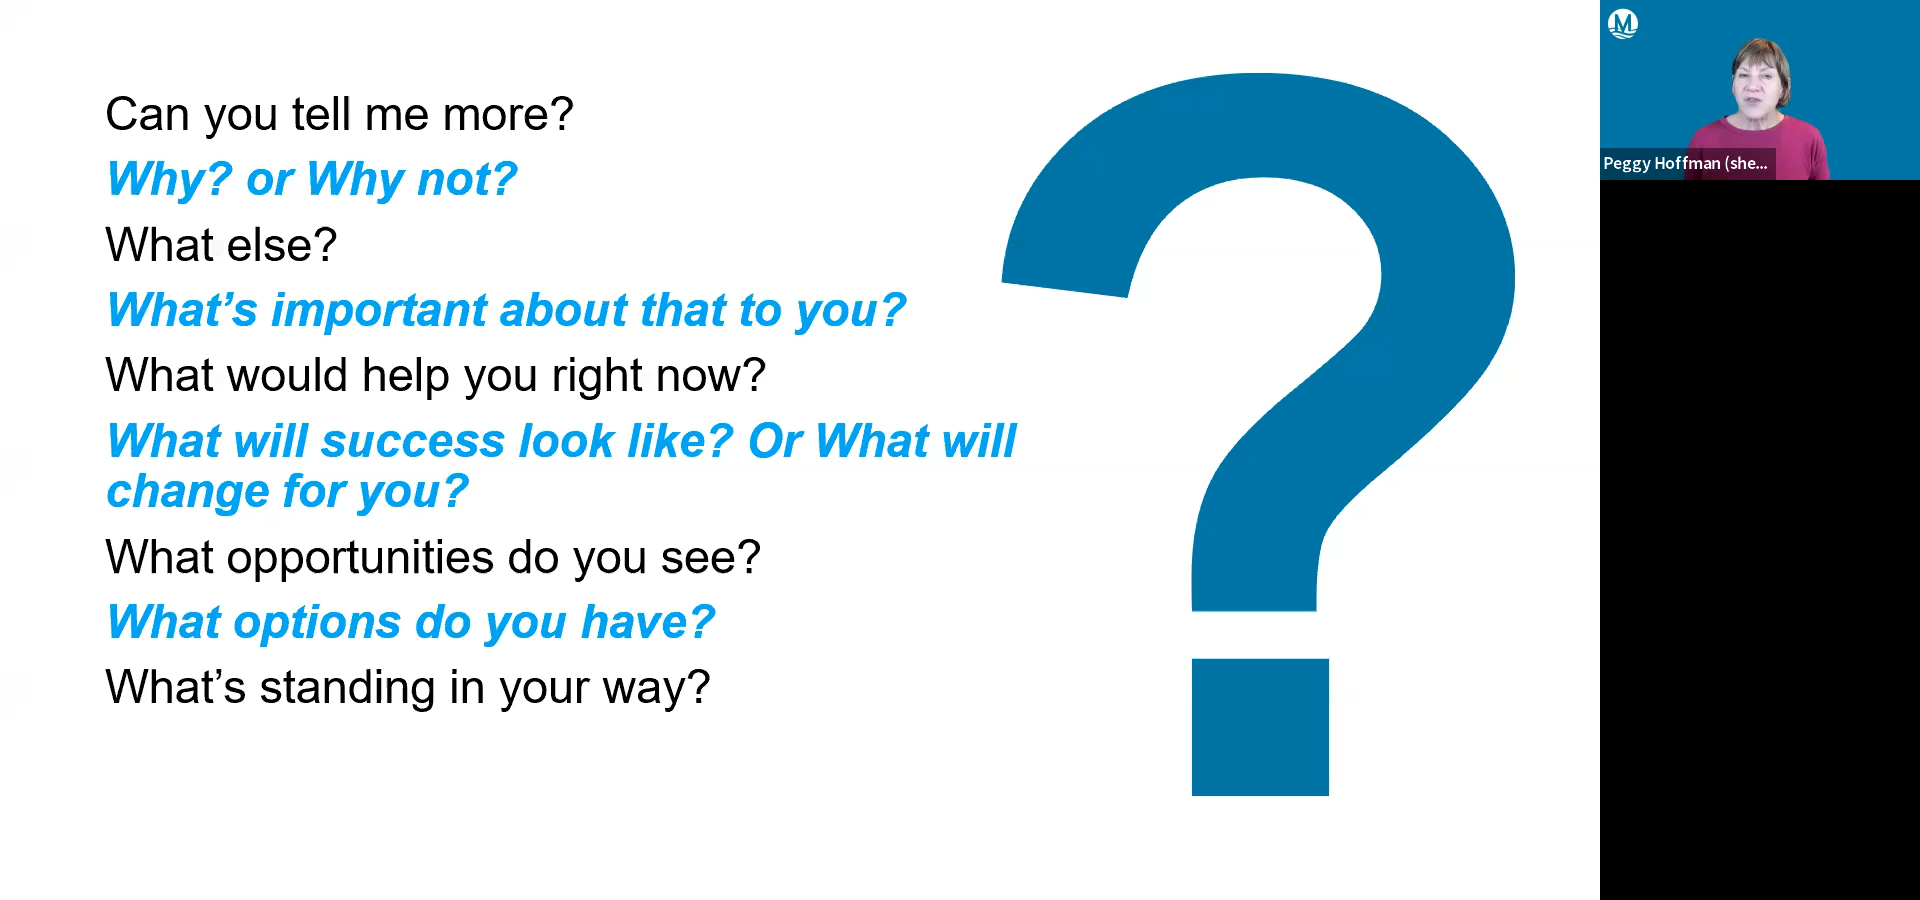 Can you tell me more?
Why? or Why not?
What else?
What’s important about that to you?
What would help you right now?
What will success look like? Or What will
change for you?
What opportunities do you see?
What options do you have?
What’s standing in your way?
?
M
Peggy Hoffman (she...